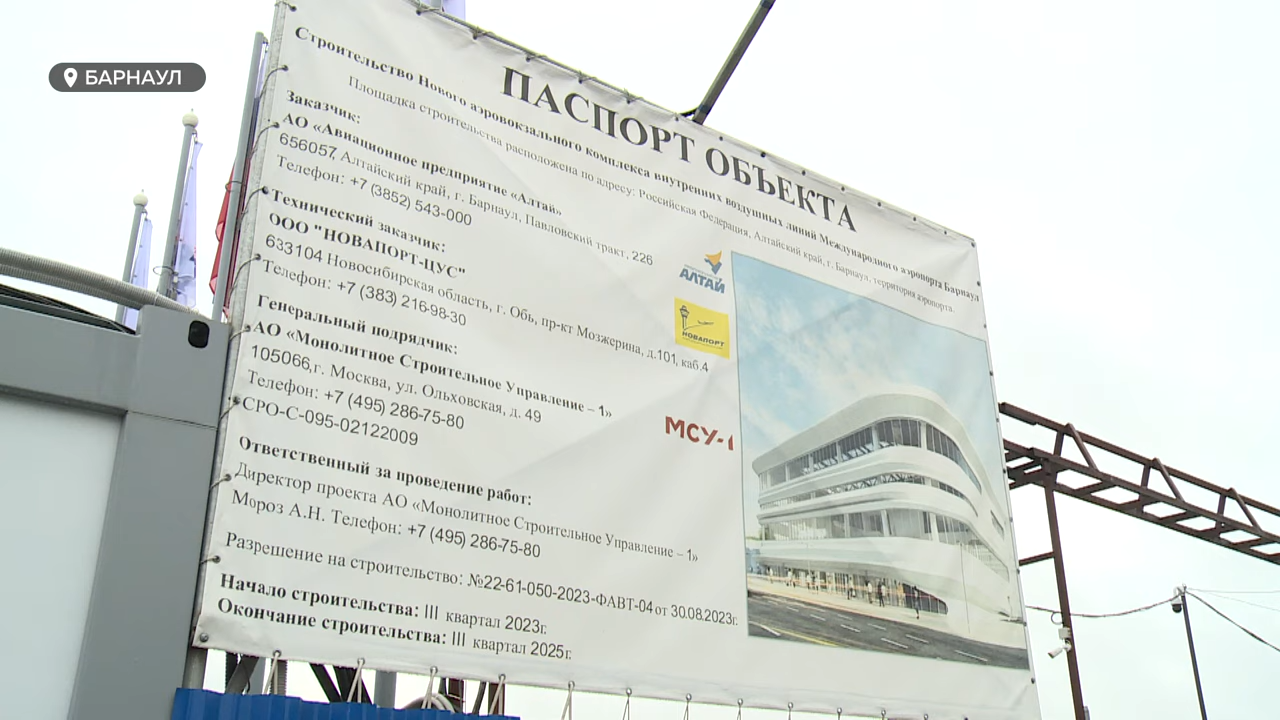 БАРНАУЛ
ПАСПОРТ ОБЪЕКТА
Строительство Нового аэровокзального комплекса внутренних воздушных линий Международного аэропорта Барнаул
Площадка строительства расположена по адресу: Российская Федерация, Алтайский край, г. Барнаул, территория аэропорта.
Заказчик:
АО «Авиационное предприятие «Алтай»
656057, Алтайский край, г. Барнаул, Павловский тракт, 226
Телефон: +7 (3852) 543-000
Технический заказчик:
ООО "НОВАПОРТ-ЦУС"
633104 Новосибирская область, г. Обь, пр-кт Мозжерина, д.101, каб.4
Телефон: +7 (383) 216-98-30
Генеральный подрядчик:
АО «Монолитное Строительное Управление – 1»
105066,г. Москва, ул. Ольховская, д. 49
Телефон: +7 (495) 286-75-80
СРО-С-095-02122009
Ответственный за проведение работ:
Директор проекта АО «Монолитное Строительное Управление – 1»
Мороз А.Н. Телефон: +7 (495) 286-75-80
Разрешение на строительство: №22-61-050-2023-ФАВТ-04 от 30.08.2023г.
Начало строительства: III квартал 2023г.
Окончание строительства: III квартал 2025г.
АЛТАЙ
НОВАПОРТ
МСУ-1